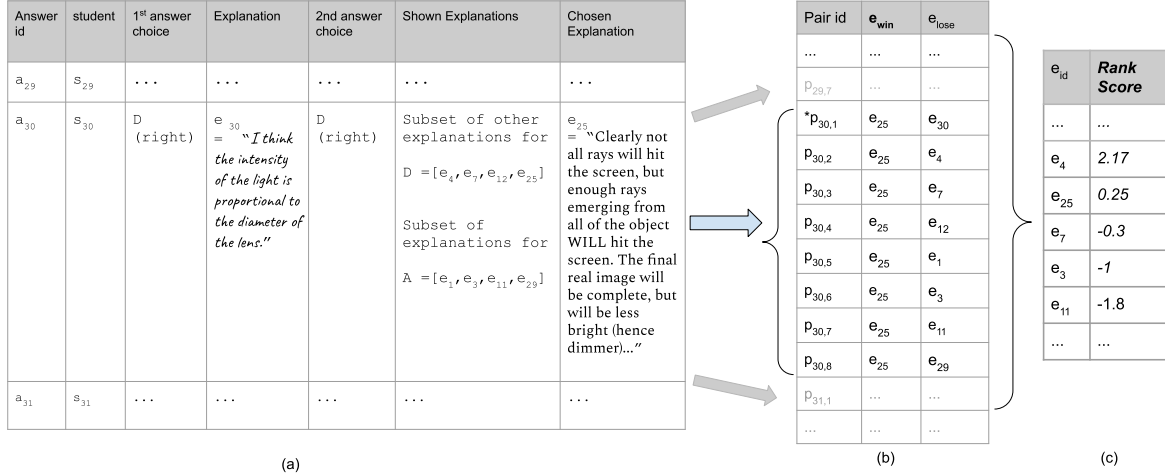 Answer id student 1st answer choice Explanation 2nd answer choice Shown Explanations Chosen Explanation
a29 s29 ... ... ... ... ...
a30 s30 D (right) e30 = "I think the intensity of the light is proportional to the diameter of the lens." D (right)
Subset of other
explanations for
D =[e4,e7,e12,e25]
Subset of
explanations for
A =[e1,e3,e11,e29]
e25
= "Clearly not
all rays will hit
the screen, but
enough rays
emerging from
all of the object
WILL hit the
screen. The final
real image will
be complete, but
will be less
bright (hence
dimmer)..."
a31 s31 ... ... ... ... ...
(a)
Pair id ewin elose
... ... ...
p29,7 ... ...
*p30,1 e25 e30
p30,2 e25 e4
p30,3 e25 e7
p30,4 e25 e12
p30,5 e25 e1
p30,6 e25 e3
p30,7 e25 e11
p30,8 e25 e29
p31,1 ... ...
... ... ...
(b)
eid Rank Score
... ...
e4 2.17
e25 0.25
e7 -0.3
e3 -1
e11 -1.8
... ...
(c)